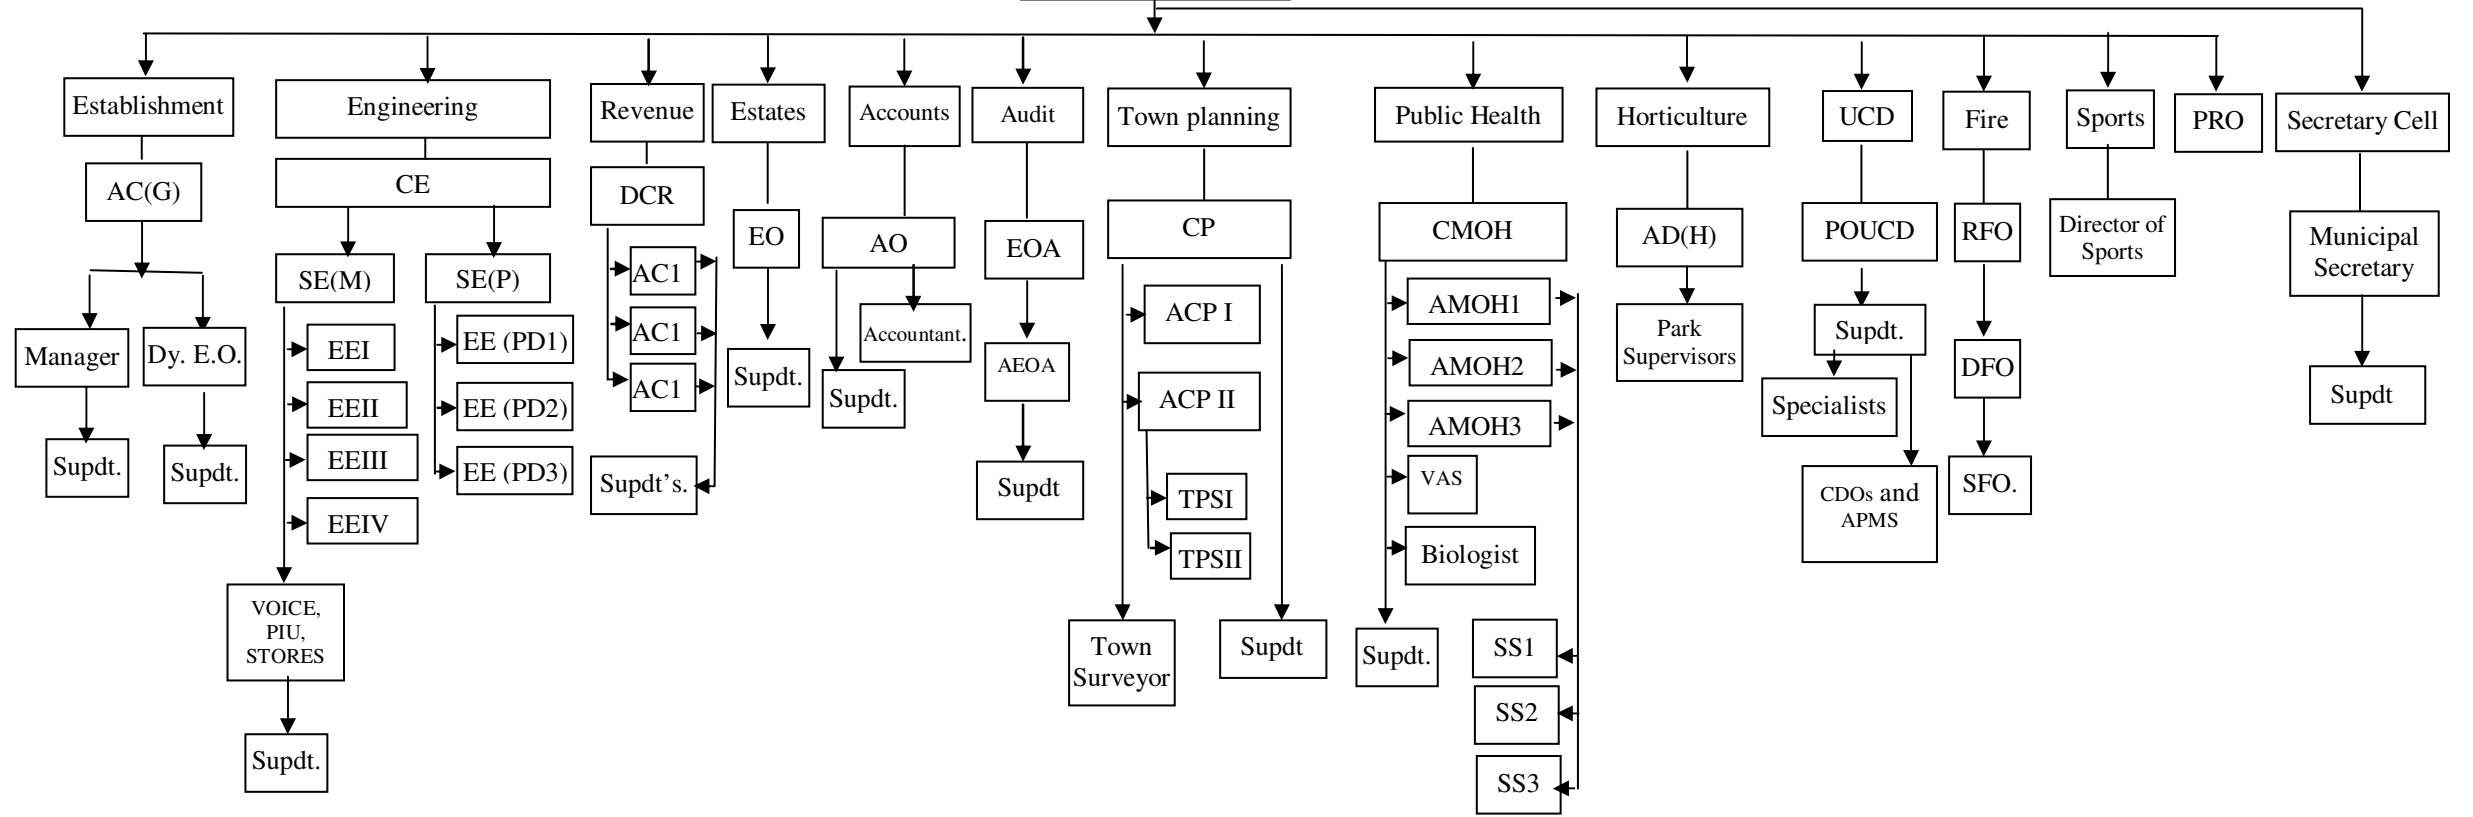 Establishment
Engineering
Revenue
Estates
Accounts
Audit
Town planning
Public Health
Horticulture
UCD
Fire
Sports
PRO
Secretary Cell
AC(G)
CE
DCR
EO
AO
EOA
CP
CMOH
AD(H)
POUCD
RFO
Director of
Sports
Municipal
Secretary
SE(M)
SE(P)
AC1
AC1
AC1
Supdt's.
Manager
Dy. E.O.
Supdt.
Supdt.
EEI
EEII
EEIII
EEIV
VOICE,
PIU,
STORES
Supdt.
EE (PD1)
EE (PD2)
EE (PD3)
Supdt.
Accountant.
Supdt.
AEOA
Supdt
ACP I
ACP II
TPSI
TPSII
Town
Surveyor
Supdt
AMOH1
AMOH2
AMOH3
VAS
Biologist
Supdt.
SS1
SS2
SS3
Park
Supervisors
Supdt.
Specialists
CDOs and
APMS
DFO
SFO.
Supdt